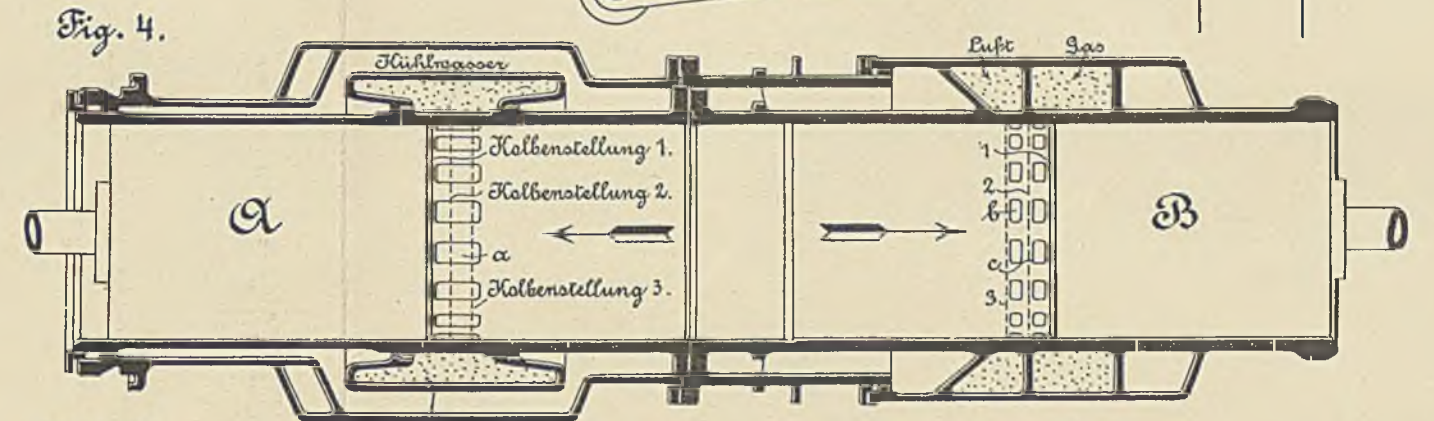 Fig. 4.
Kühlwasser
Luft Gas
Kolbenstellung 1.
Kolbenstellung 2.
a
Kolbenstellung 3.
A
1
2
b
c
3.
B